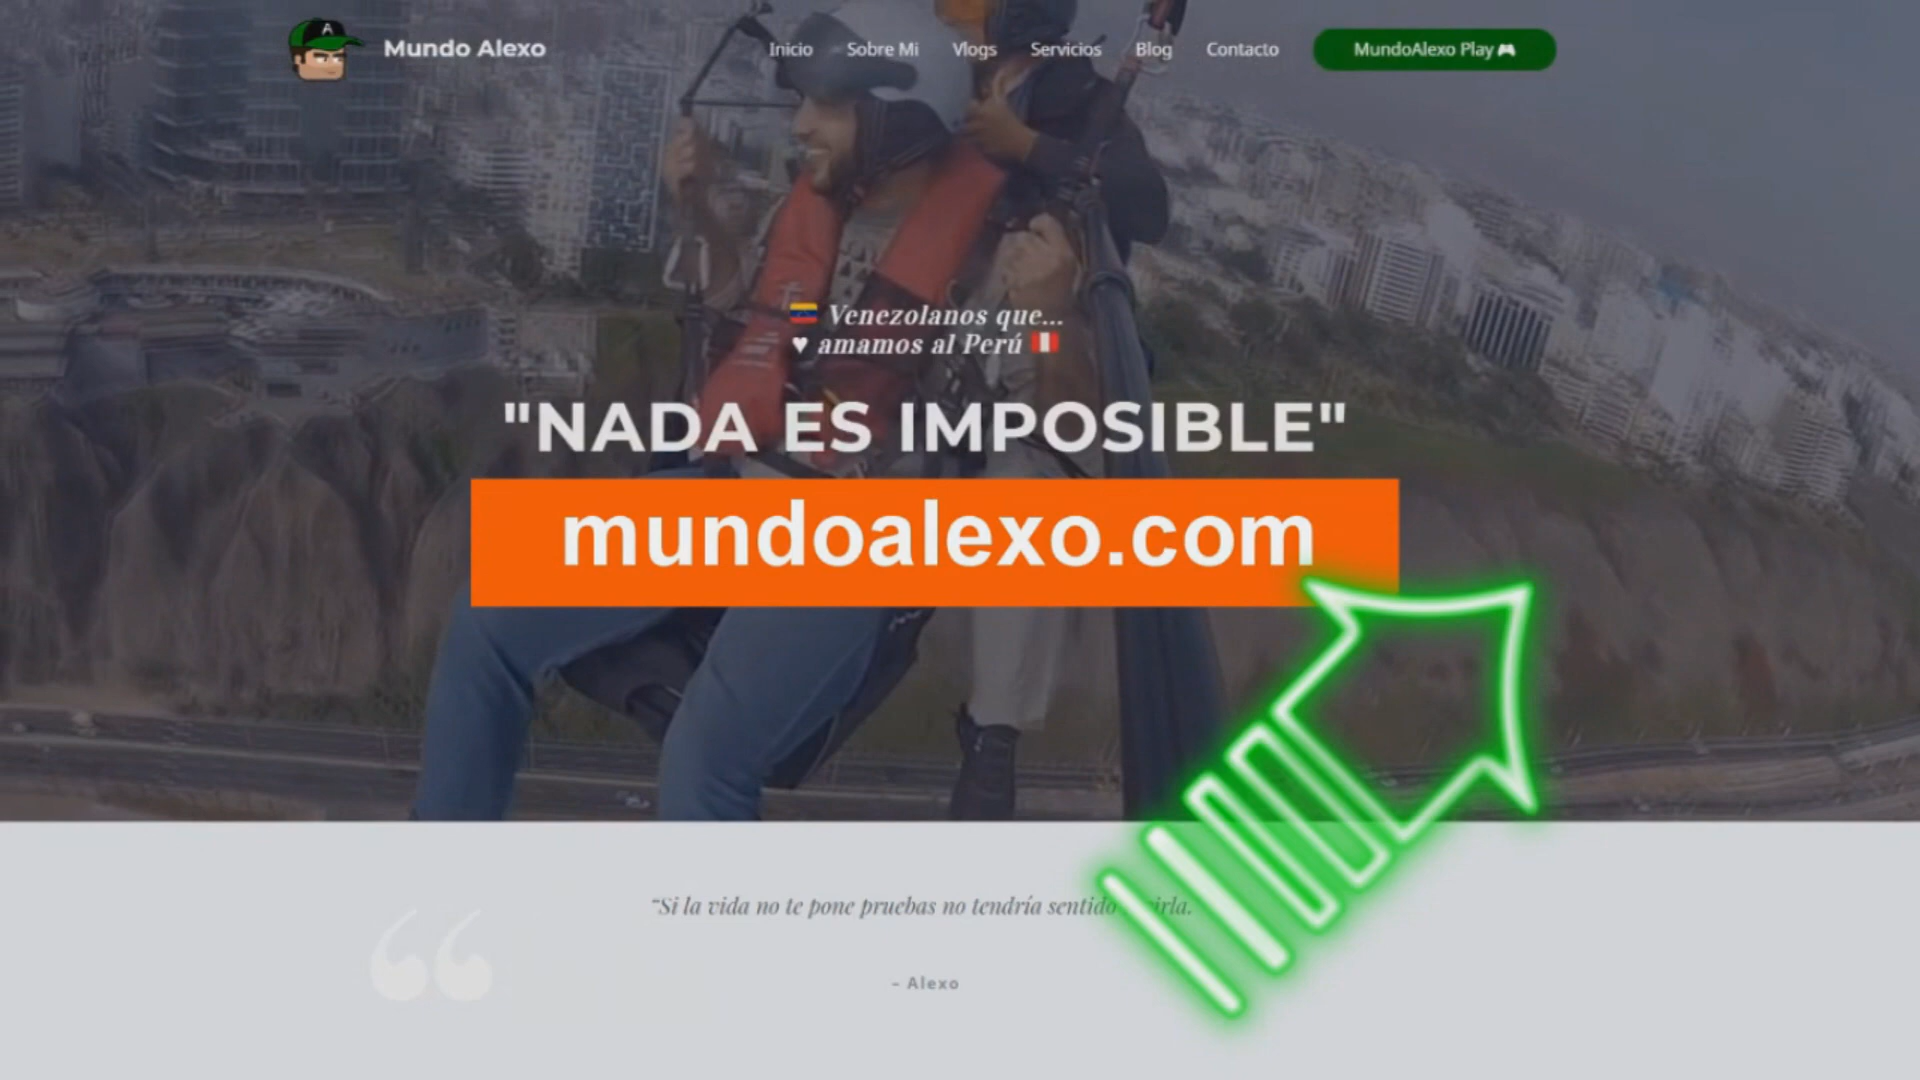 A
Mundo Alexo
Inicio Sobre Mi Vlogs Servicios Blog Contacto MundoAlexo Play
Venezolanos que...
♥ amamos al Perú
"NADA ES IMPOSIBLE"
mundoalexo.com
“Si la vida no te pone pruebas no tendría sentido
- Alexo